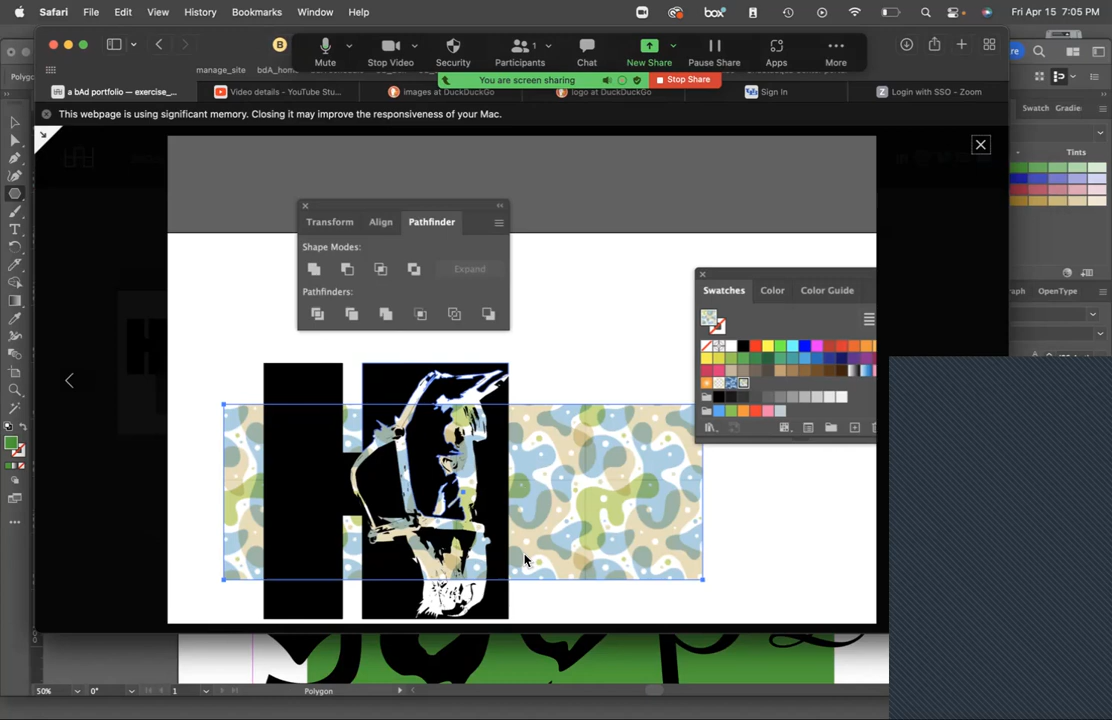 Safari File Edit View History Bookmarks Window Help
box
Fri Apr 15 7:05 PM
B
Mute Stop Video Security Participants 1 Chat New Share Pause Share Apps More
manage_site bdA_home
You are screen sharing Stop Share
a bAd portfolio — exercise_... Video details - YouTube Stu... images at DuckDuckGo logo at DuckDuckGo Sign In Z Login with SSO - Zoom
This webpage is using significant memory. Closing it may improve the responsiveness of your Mac.
Swatch Gradie
Tints
Transform Align Pathfinder
Shape Modes:
Expand
Pathfinders:
Swatches Color Color Guide
raph OpenType
50% 0° 1 Polygon